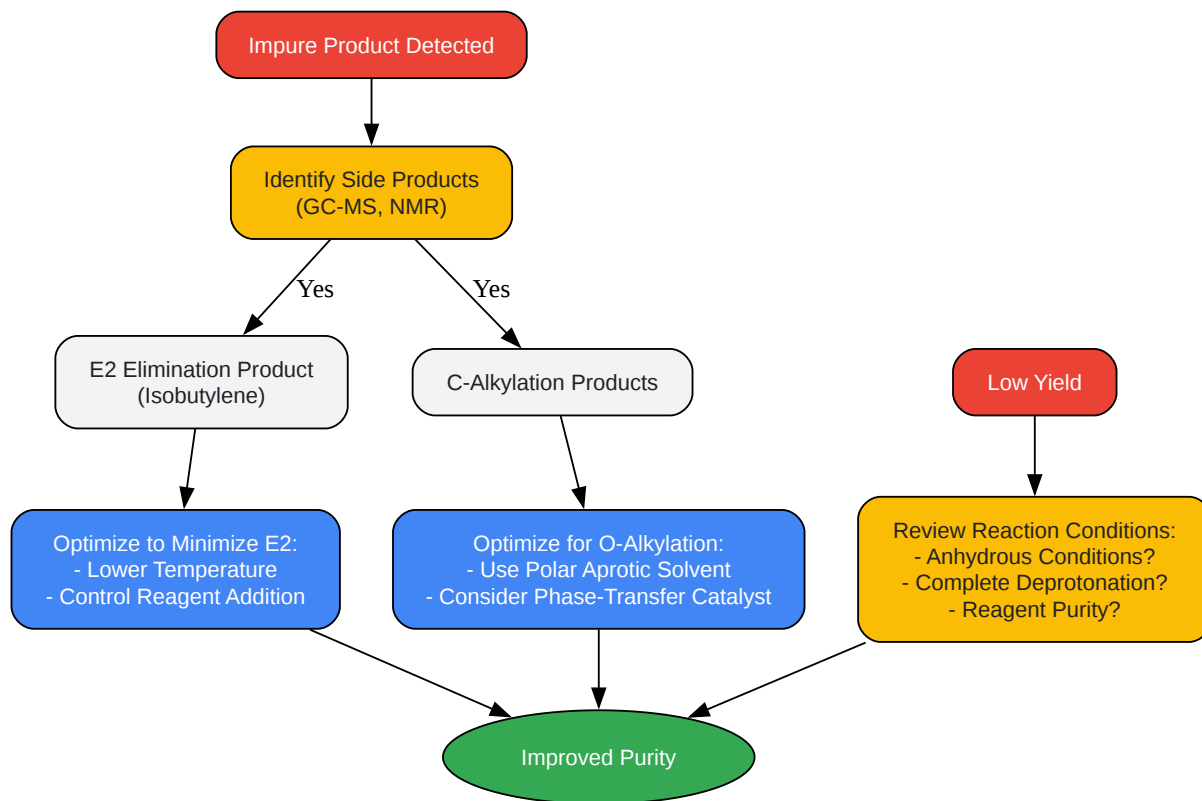 Impure Product Detected
Identify Side Products
(GC-MS, NMR)
Yes
Yes
E2 Elimination Product
(Isobutylene)
C-Alkylation Products
Low Yield
Optimize to Minimize E2:
- Lower Temperature
- Control Reagent Addition
Optimize for O-Alkylation:
- Use Polar Aprotic Solvent
- Consider Phase-Transfer Catalyst
Review Reaction Conditions:
- Anhydrous Conditions?
- Complete Deprotonation?
- Reagent Purity?
Improved Purity